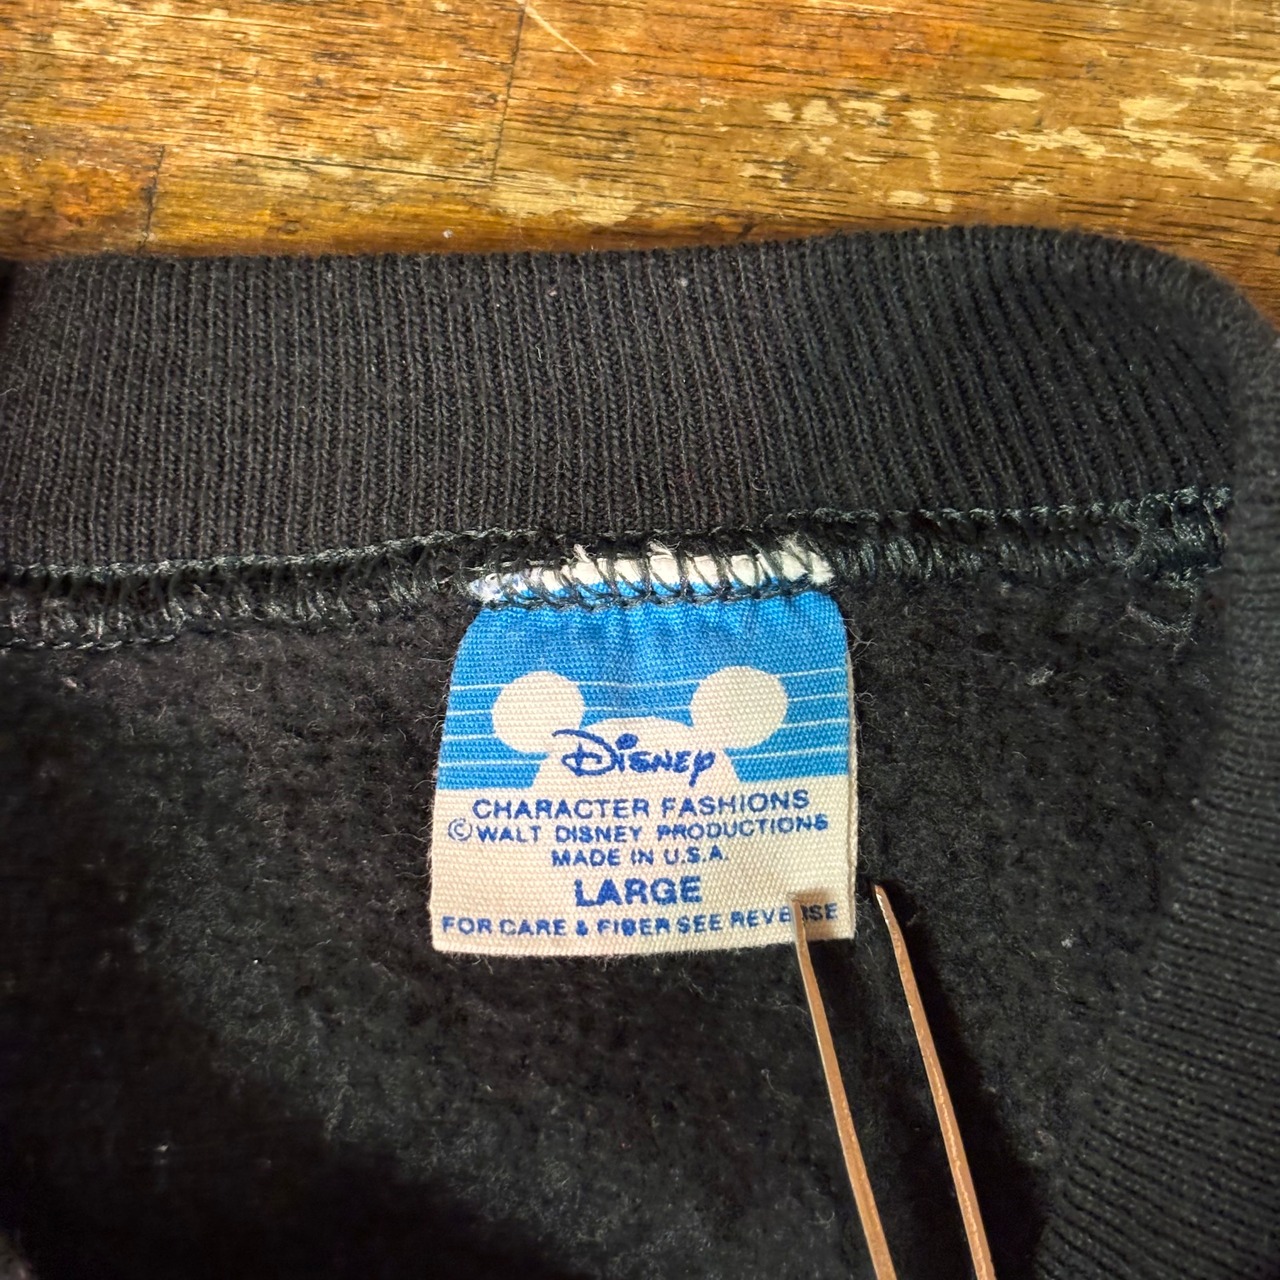 Disney
CHARACTER FASHIONS
©WALT DISNEY PRODUCTIONS
MADE IN U.S.A.
LARGE
FOR CARE & FIBER SEE REVERSE